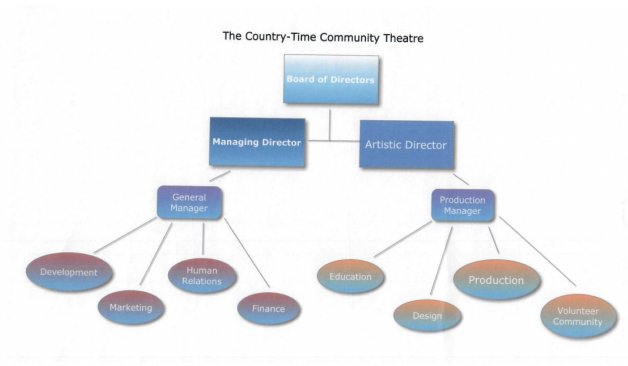 The Country-Time Community Theatre
Board of Directors
Managing Director
Artistic Director
General
Manager
Production
Manager
Development
Marketing
Human
Relations
Finance
Education
Design
Production
Volunteer
Community